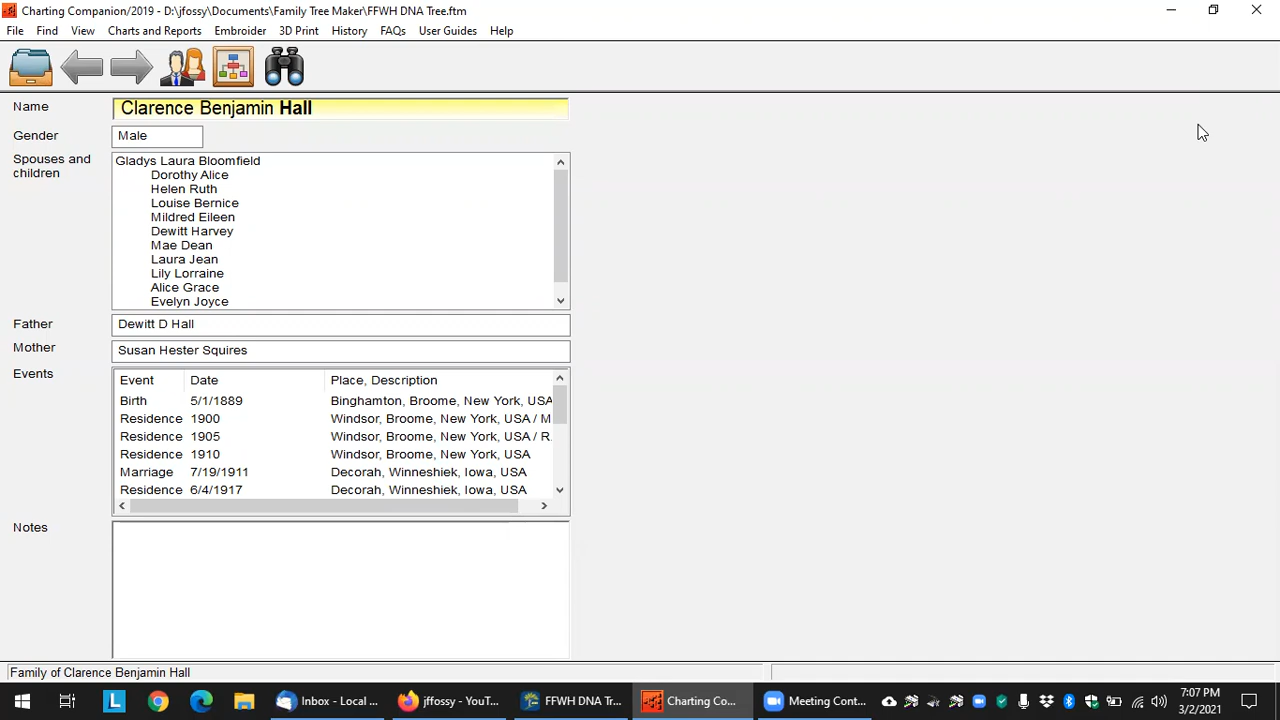 Charting Companion/2019 - D:\jfossy\Documents\Family Tree Maker\FFWH DNA Tree.ftm
File Find View Charts and Reports Embroider 3D Print History FAQs User Guides Help
Name Clarence Benjamin Hall
Gender Male
Spouses and children
Gladys Laura Bloomfield
Dorothy Alice
Helen Ruth
Louise Bernice
Mildred Eileen
Dewitt Harvey
Mae Dean
Laura Jean
Lily Lorraine
Alice Grace
Evelyn Joyce
Father Dewitt D Hall
Mother Susan Hester Squires
Events
Event Date Place, Description
Birth 5/1/1889 Binghamton, Broome, New York, USA
Residence 1900 Windsor, Broome, New York, USA / M
Residence 1905 Windsor, Broome, New York, USA / R
Residence 1910 Windsor, Broome, New York, USA
Marriage 7/19/1911 Decorah, Winneshiek, Iowa, USA
Residence 6/4/1917 Decorah, Winneshiek, Iowa, USA
Notes
Family of Clarence Benjamin Hall
L Inbox - Local ... jffossy - YouT... FFWH DNA Tr... Charting Co... Meeting Cont... 7:07 PM
3/2/2021